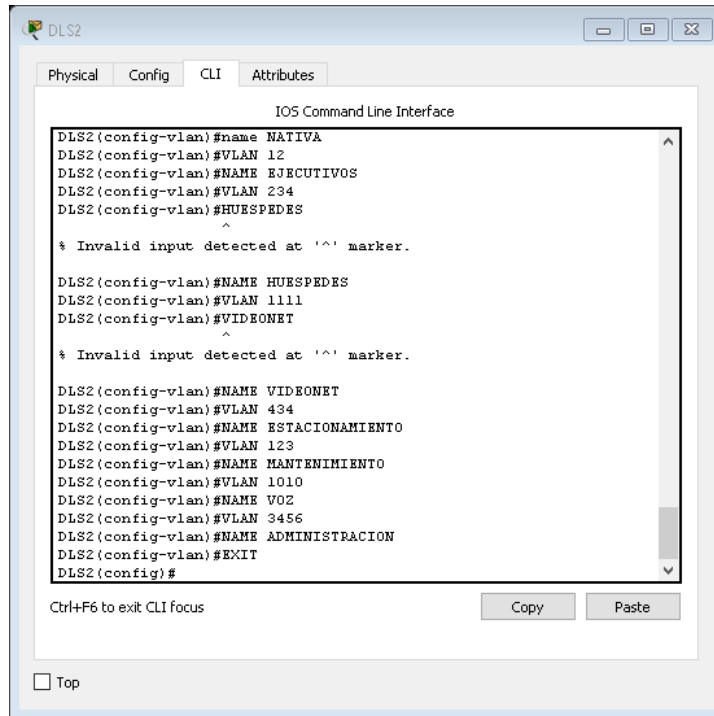 DLS2
Physical Config CLI Attributes
IOS Command Line Interface
DLS2(config-vlan)#name NATIVA
DLS2(config-vlan)#VLAN 12
DLS2(config-vlan)#NAME EJECUTIVOS
DLS2(config-vlan)#VLAN 234
DLS2(config-vlan)#HUESPEDES
^
% Invalid input detected at '^' marker.
DLS2(config-vlan)#NAME HUESPEDES
DLS2(config-vlan)#VLAN 1111
DLS2(config-vlan)#VIDEONET
^
% Invalid input detected at '^' marker.
DLS2(config-vlan)#NAME VIDEONET
DLS2(config-vlan)#VLAN 434
DLS2(config-vlan)#NAME ESTACIONAMIENTO
DLS2(config-vlan)#VLAN 123
DLS2(config-vlan)#NAME MANTENIMIENTO
DLS2(config-vlan)#VLAN 1010
DLS2(config-vlan)#NAME VOZ
DLS2(config-vlan)#VLAN 3456
DLS2(config-vlan)#NAME ADMINISTRACION
DLS2(config-vlan)#EXIT
DLS2(config)#
Ctrl+F6 to exit CLI focus Copy Paste
Top